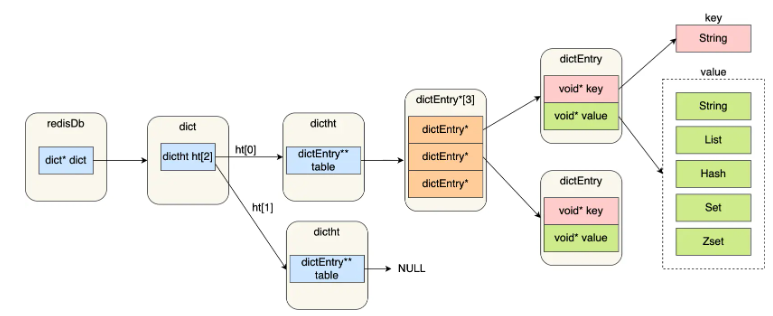 redisDb
dict* dict
dict
dictht ht[2]
ht[0]
ht[1]
dictht
dictEntry**
table
dictht
dictEntry**
table
NULL
dictEntry*[3]
dictEntry*
dictEntry*
dictEntry*
dictEntry
void* key
void* value
dictEntry
void* key
void* value
key
String
value
String
List
Hash
Set
Zset